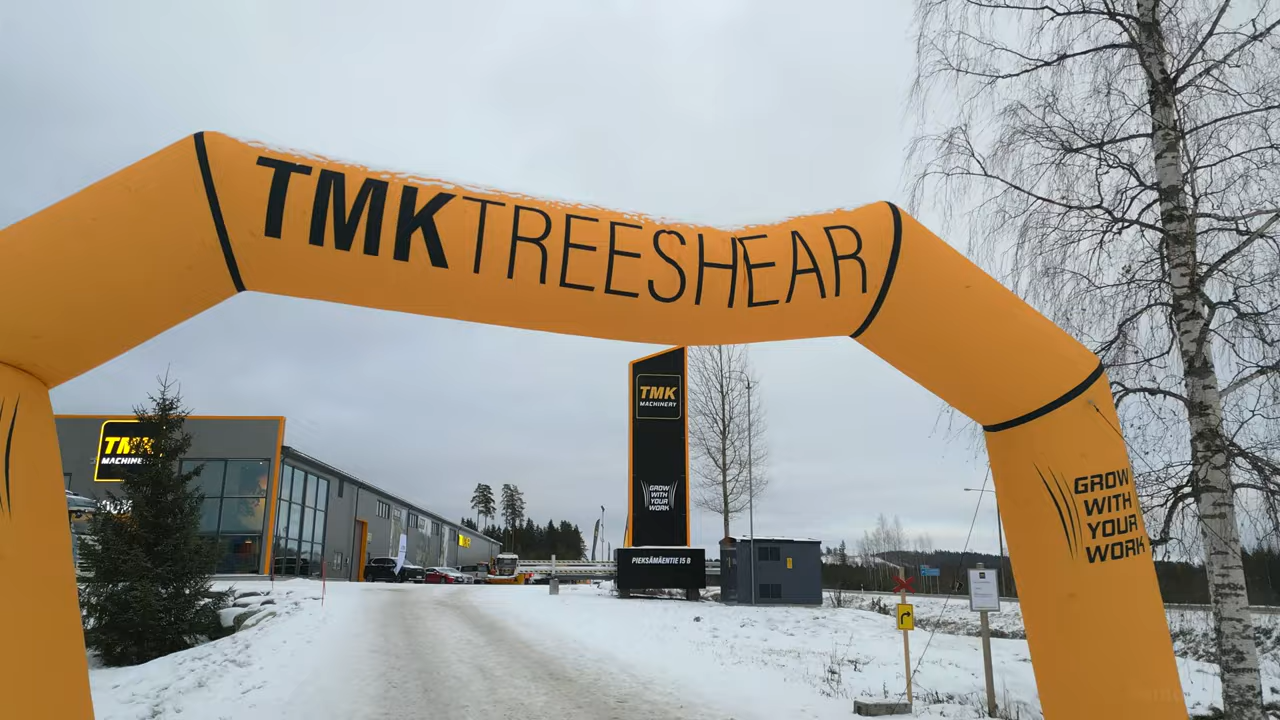 TMKTREESHEAR
TMK
MACHINERY
GROW
WITH
YOUR
WORK
PIEKSÄMÄENTIE 15 B
TMK
MACHINERY
GROW
WITH
YOUR
WORK